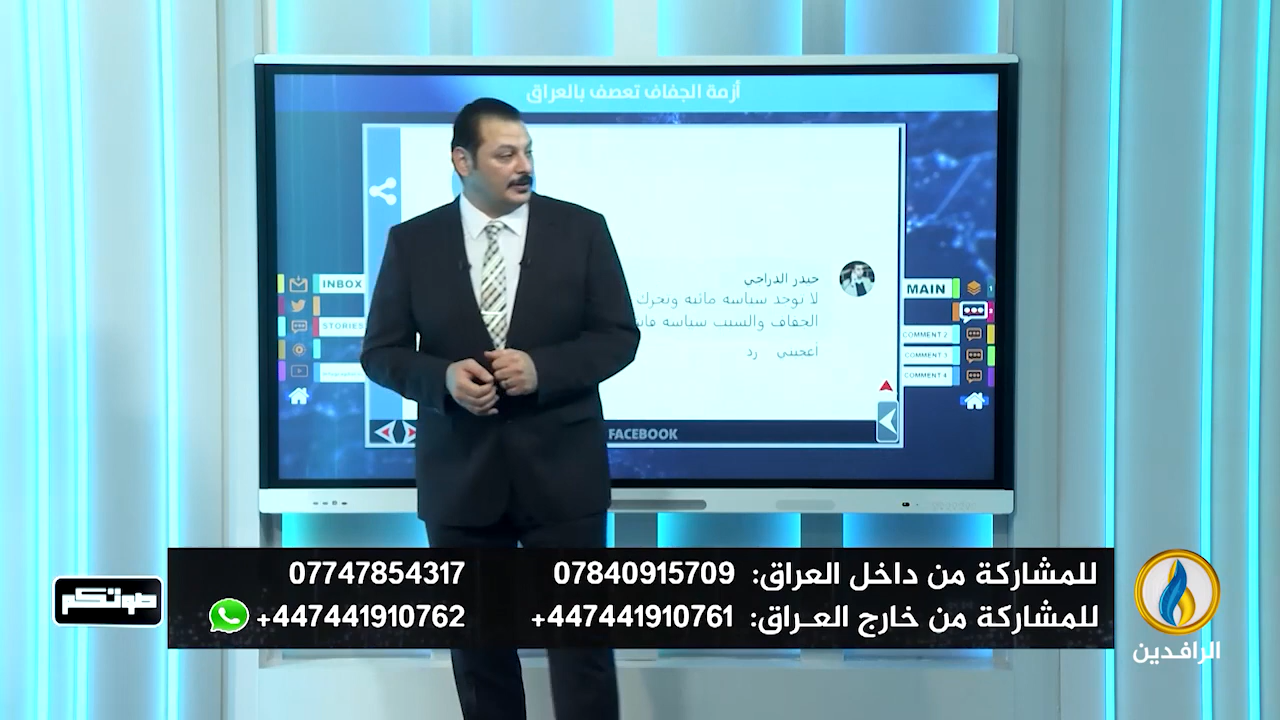 أزمة الجفاف تعصف بالعراق
حيدر الدراجي
لا توجد سياسة مائية وتحرك
الجفاف والسبب سياسة
أعجبني رد
INBOX
STORIES
MAIN
COMMENT 2
COMMENT 3
COMMENT 4
FACEBOOK
للمشاركة من داخل العراق: 07840915709 07747854317
للمشاركة من خارج العـراق: 447441910761+ 447441910762+
صوتكم
الرافدين